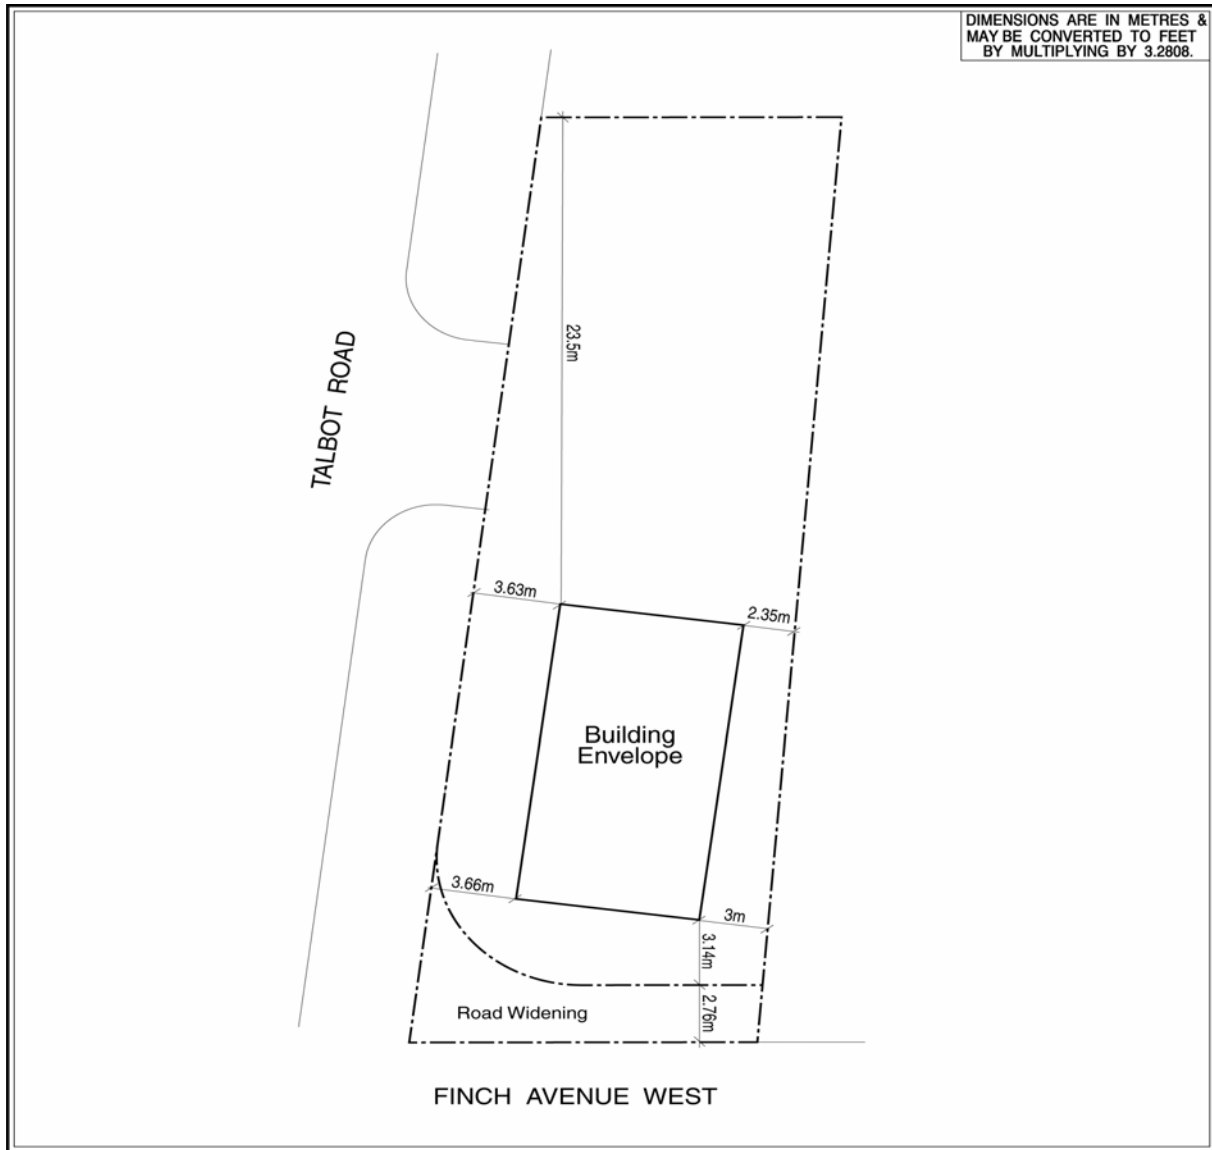 DIMENSIONS ARE IN METRES &
MAY BE CONVERTED TO FEET
BY MULTIPLYING BY 3.2808.
23.5m
TALBOT ROAD
3.63m
2.35m
Building
Envelope
3.66m
3m
3.14m
2.76m
Road Widening
FINCH AVENUE WEST